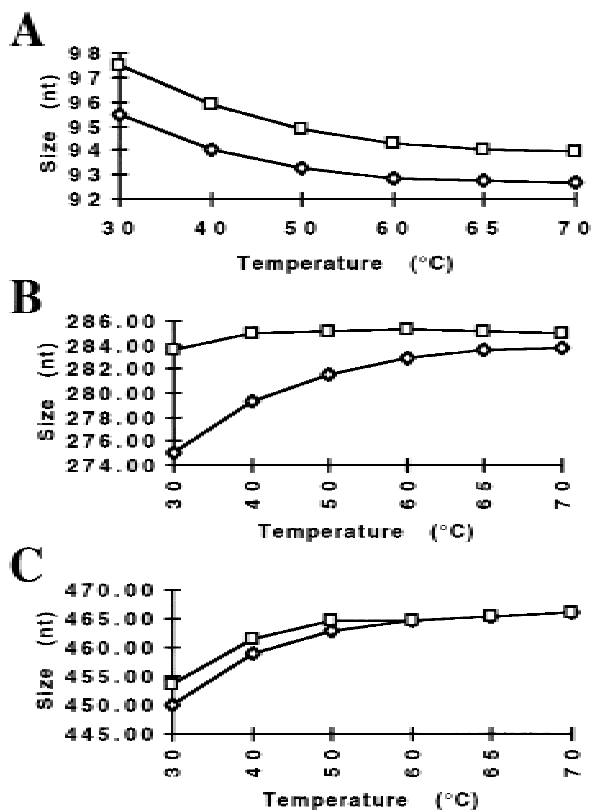 A
Size (nt)
98
97
96
95
94
93
92
30 40 50 60 65 70
Temperature (°C)
B
Size (nt)
286.00
284.00
282.00
280.00
278.00
276.00
274.00
30 40 50 60 65 70
Temperature (°C)
C
Size (nt)
470.00
465.00
460.00
455.00
450.00
445.00
30 40 50 60 65 70
Temperature (°C)